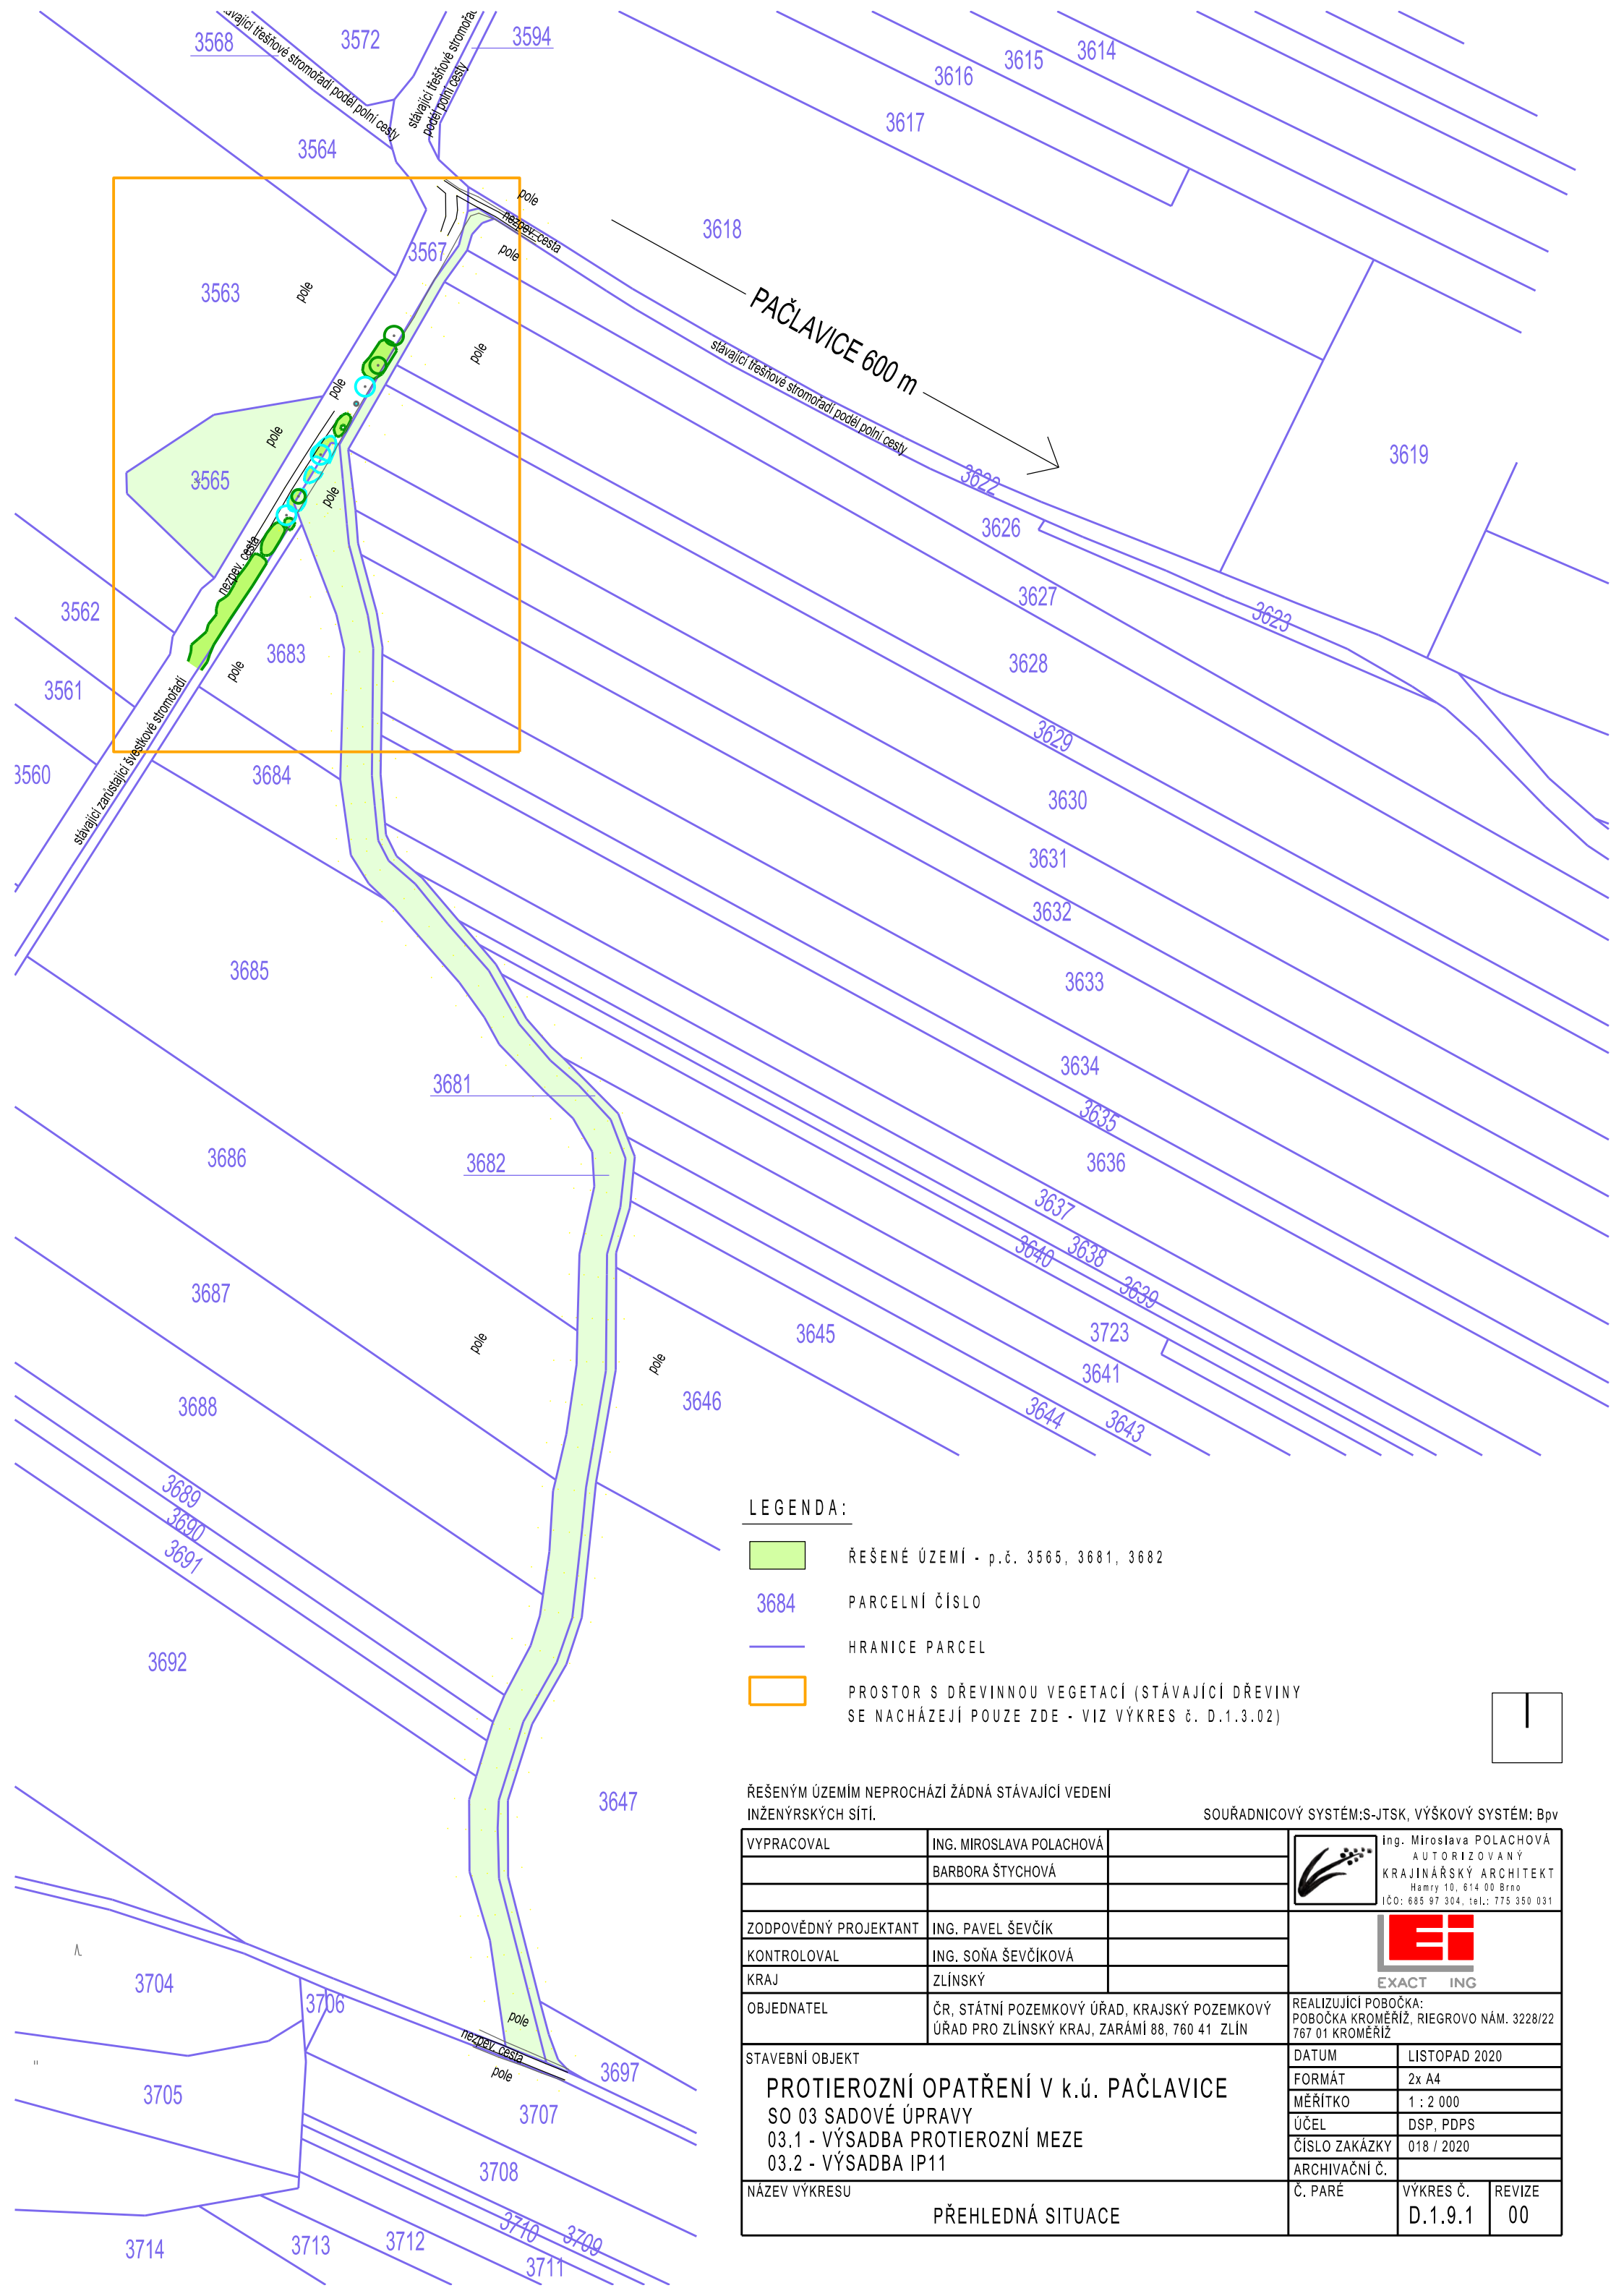 3568
3572
3594
stávající třešňové stromořadí podél polní cesty
stávající třešňové stromořadí
podél polní cesty
3564
3614
3615
3616
3617
3618
pole
nezpev. cesta
pole
3567
3563
pole
PAČLAVICE 600 m
stávající třešňové stromořadí podél polní cesty
pole
pole
pole
3565
pole
nezpev. cesta
3619
3622
3626
3627
3623
3628
3562
3683
pole
3561
3560
stávající zarůstající švestkové stromořadí
3684
3629
3630
3631
3632
3633
3634
3635
3636
3637
3638
3640
3639
3723
3641
3644
3643
3645
3646
3685
3681
3686
3682
3687
pole
pole
3688
3689
3690
3691
3692
3647
LEGENDA:
ŘEŠENÉ ÚZEMÍ - p.č. 3565, 3681, 3682
3684 PARCELNÍ ČÍSLO
HRANICE PARCEL
PROSTOR S DŘEVINNOU VEGETACÍ (STÁVAJÍCÍ DŘEVINY
SE NACHÁZEJÍ POUZE ZDE - VIZ VÝKRES č. D.1.3.02)
3704
3706
pole
nezpev. cesta
pole
3697
3705
3707
3708
3710
3709
3711
3712
3713
3714
ŘEŠENÝM ÚZEMÍM NEPROCHÁZÍ ŽÁDNÁ STÁVAJÍCÍ VEDENÍ
INŽENÝRSKÝCH SÍTÍ.
SOUŘADNICOVÝ SYSTÉM:S-JTSK, VÝŠKOVÝ SYSTÉM: Bpv
VYPRACOVAL ING. MIROSLAVA POLACHOVÁ
BARBORA ŠTYCHOVÁ
ing. Miroslava POLACHOVÁ
AUTORIZOVANÝ
KRAJINÁŘSKÝ ARCHITEKT
Hamry 10, 614 00 Brno
IČO: 685 97 304, tel.: 775 350 031
ZODPOVĚDNÝ PROJEKTANT ING. PAVEL ŠEVČÍK
KONTROLOVAL ING. SOŇA ŠEVČÍKOVÁ
KRAJ ZLÍNSKÝ
EXACT ING
OBJEDNATEL ČR, STÁTNÍ POZEMKOVÝ ÚŘAD, KRAJSKÝ POZEMKOVÝ
ÚŘAD PRO ZLÍNSKÝ KRAJ, ZARÁMÍ 88, 760 41 ZLÍN
REALIZUJÍCÍ POBOČKA:
POBOČKA KROMĚŘÍŽ, RIEGROVO NÁM. 3228/22
767 01 KROMĚŘÍŽ
STAVEBNÍ OBJEKT
PROTIEROZNÍ OPATŘENÍ V k.ú. PAČLAVICE
SO 03 SADOVÉ ÚPRAVY
03.1 - VÝSADBA PROTIEROZNÍ MEZE
03.2 - VÝSADBA IP11
DATUM LISTOPAD 2020
FORMÁT 2x A4
MĚŘÍTKO 1 : 2 000
ÚČEL DSP, PDPS
ČÍSLO ZAKÁZKY 018 / 2020
ARCHIVAČNÍ Č.
NÁZEV VÝKRESU
PŘEHLEDNÁ SITUACE
Č. PARÉ
VÝKRES Č.
D.1.9.1
REVIZE
00